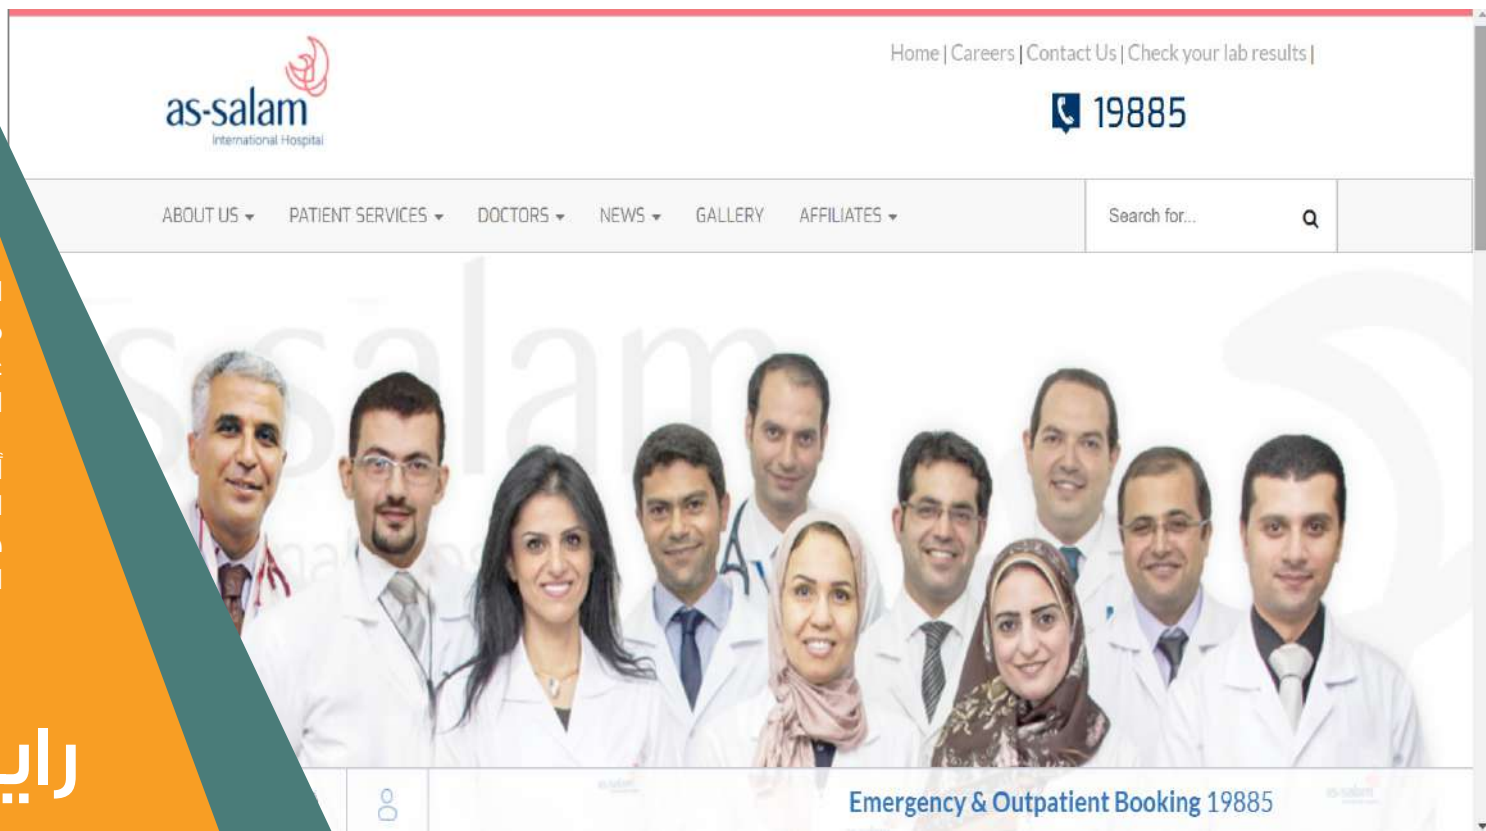 Home | Careers | Contact Us | Check your lab results |
as-salam
International Hospital
19885
ABOUT US PATIENT SERVICES DOCTORS NEWS GALLERY AFFILIATES Search for...
Emergency & Outpatient Booking 19885